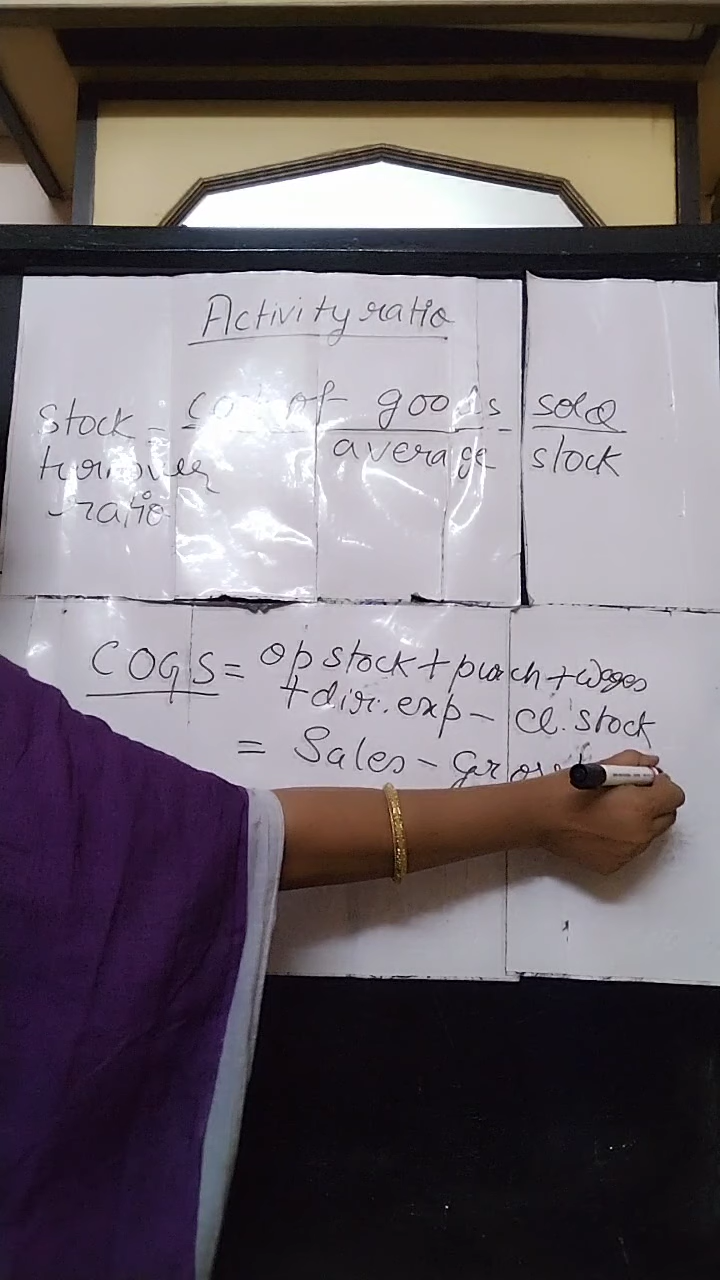 Activity ratio
Stock = cost of goods sold
turnover average stock
ratio
COGS = op stock + purch + wages
+ dir. exp - cl. stock
= Sales - Gross